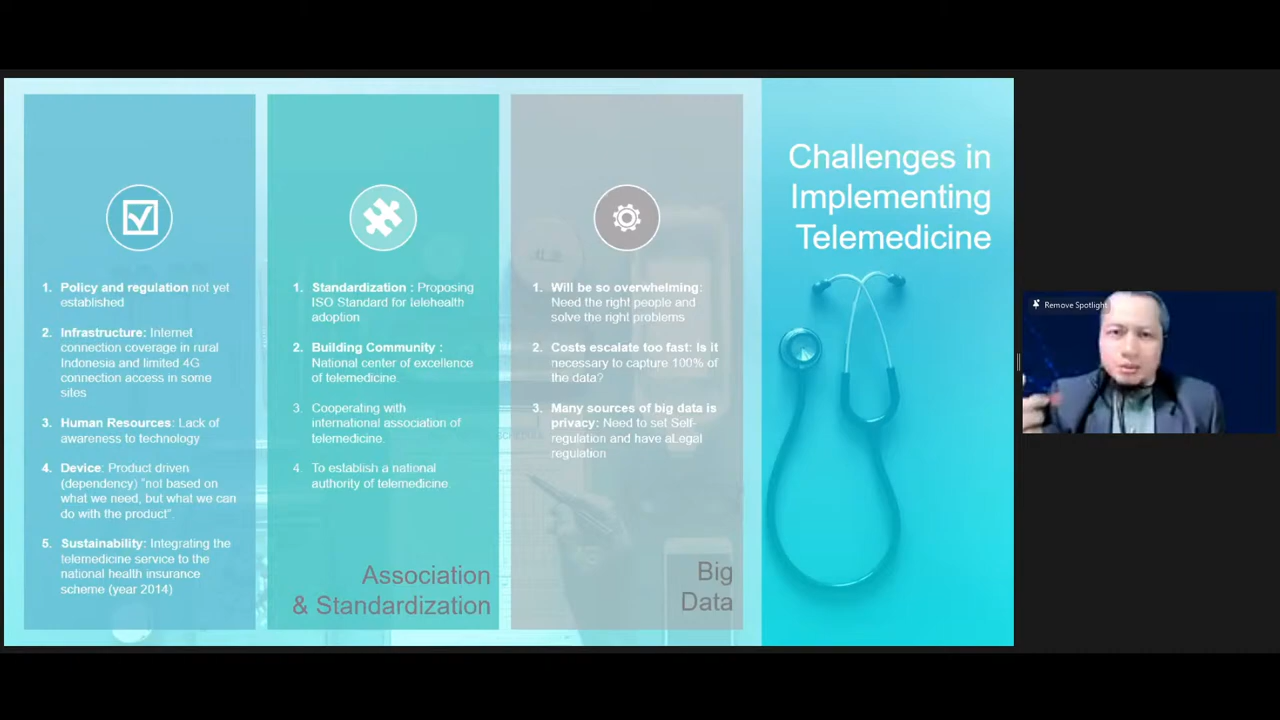 Challenges in
Implementing
Telemedicine
1. Policy and regulation not yet
established
2. Infrastructure: Internet
connection coverage in rural
Indonesia and limited 4G
connection access in some
sites
3. Human Resources: Lack of
awareness to technology
4. Device: Product driven
(dependency) “not based on
what we need, but what we can
do with the product“.
5. Sustainability: Integrating the
telemedicine service to the
national health insurance
scheme (year 2014)
1. Standardization : Proposing
ISO Standard for telehealth
adoption
2. Building Community :
National center of excellence
of telemedicine.
3. Cooperating with
international association of
telemedicine.
4. To establish a national
authority of telemedicine.
Association
& Standardization
1. Will be so overwhelming:
Need the right people and
solve the right problems
2. Costs escalate too fast: Is it
necessary to capture 100% of
the data?
3. Many sources of big data is
privacy: Need to set Self-
regulation and have aLegal
regulation
Big
Data
Remove Spotlight